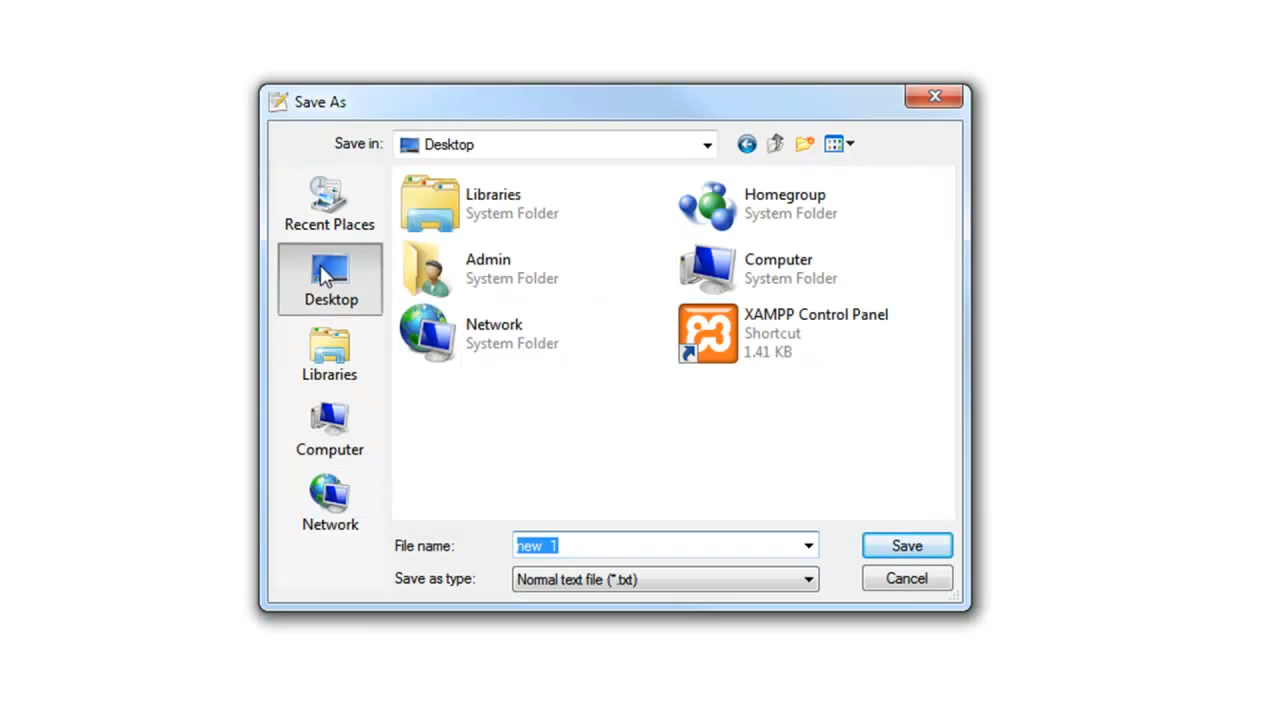 Save As
Save in:
Desktop
Recent Places
Desktop
Libraries
Computer
Network
Libraries
System Folder
Homegroup
System Folder
Admin
System Folder
Computer
System Folder
Network
System Folder
XAMPP Control Panel
Shortcut
1.41 KB
File name:
new 1
Save
Save as type:
Normal text file (*.txt)
Cancel